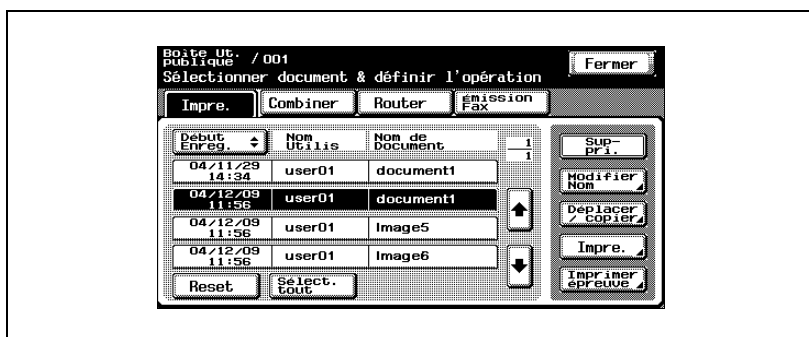 Boîte Ut.
publique / 001
Fermer
Sélectionner document & définir l'opération
Impre.
Combiner
Router
Émission
Fax
Début
Enreg.
Nom
Utilis
Nom de
Document
1
1
04/11/29
14:34
user01
document1
04/12/09
11:56
user01
document1
04/12/09
11:56
user01
Image5
04/12/09
11:56
user01
Image6
Reset
Sélect.
tout
Sup-
pri.
Modifier
Nom
Déplacer
/ copier
Impre.
Imprimer
épreuve